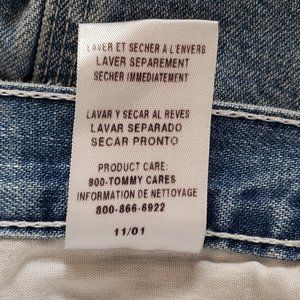 LAVER ET SECHER A L'ENVERS
LAVER SEPAREMENT
SECHER IMMEDIATEMENT
LAVAR Y SECAR AL REVES
LAVAR SEPARADO
SECAR PRONTO
PRODUCT CARE:
800-TOMMY CARES
INFORMATION DE NETTOYAGE
800-866-6922
11/01